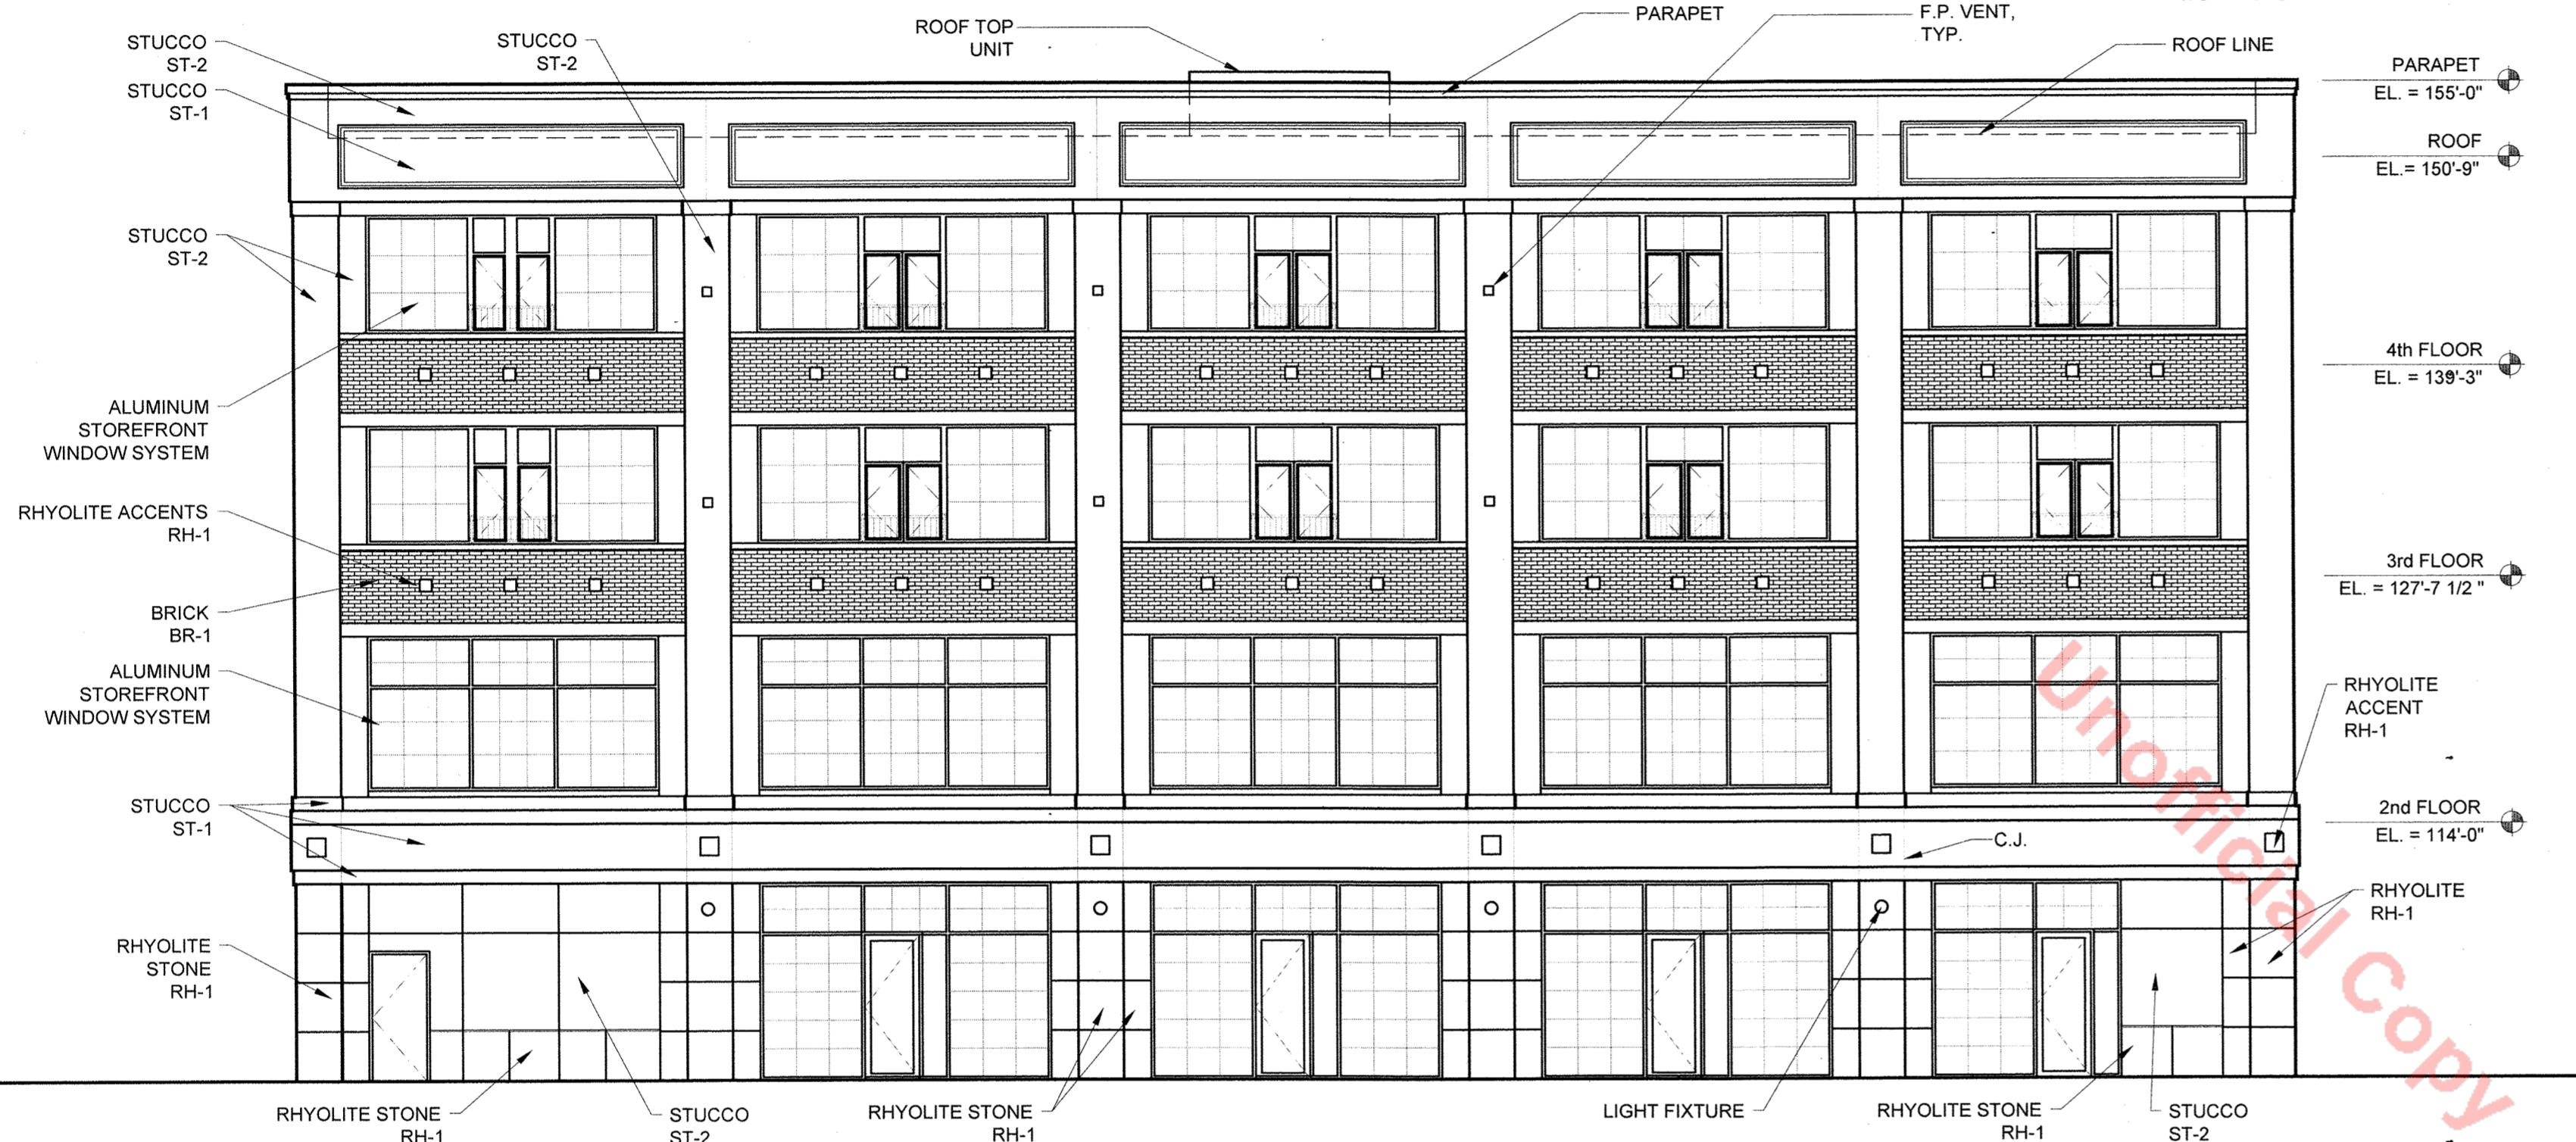 STUCCO
ST-2
STUCCO
ST-1
STUCCO
ST-2
ROOF TOP
UNIT
PARAPET
F.P. VENT,
TYP.
ROOF LINE
PARAPET
EL. = 155'-0"
ROOF
EL.= 150'-9"
STUCCO
ST-2
4th FLOOR
EL. = 139'-3"
ALUMINUM
STOREFRONT
WINDOW SYSTEM
RHYOLITE ACCENTS
RH-1
3rd FLOOR
EL. = 127'-7 1/2 "
BRICK
BR-1
ALUMINUM
STOREFRONT
WINDOW SYSTEM
RHYOLITE
ACCENT
RH-1
STUCCO
ST-1
2nd FLOOR
EL. = 114'-0"
C.J.
RHYOLITE
RH-1
RHYOLITE
STONE
RH-1
RHYOLITE STONE
RH-1
STUCCO
ST-2
RHYOLITE STONE
RH-1
LIGHT FIXTURE
RHYOLITE STONE
RH-1
STUCCO
ST-2
Unofficial Copy